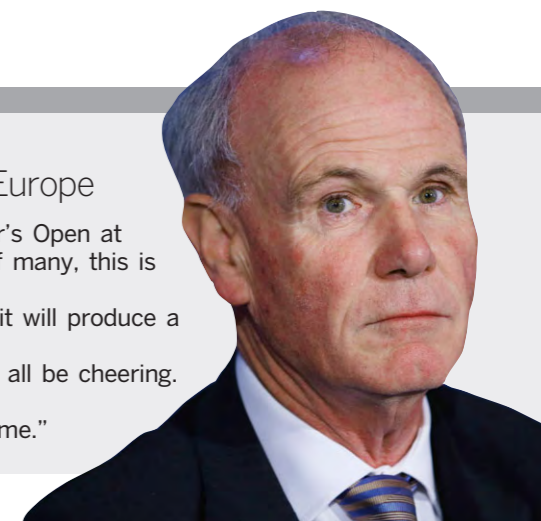 Europe
r’s Open at
f many, this is
it will produce a
all be cheering.
me.”